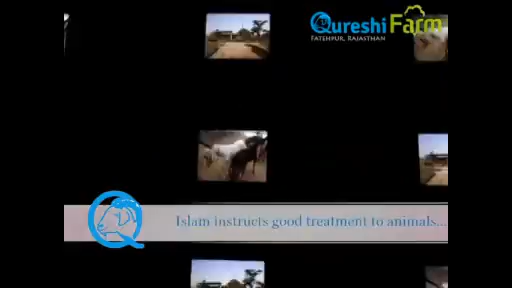 Qureshi Farm
FATEHPUR, RAJASTHAN
Islam instructs good treatment to animals...